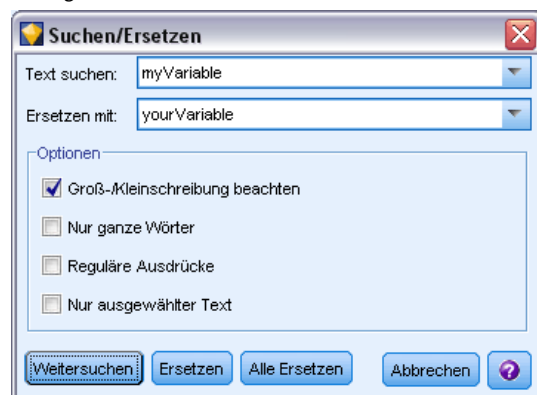 Suchen/Ersetzen
Text suchen: myVariable
Ersetzen mit: yourVariable
Optionen
Groß-/Kleinschreibung beachten
Nur ganze Wörter
Reguläre Ausdrücke
Nur ausgewählter Text
Weitersuchen Ersetzen Alle Ersetzen Abbrechen ?